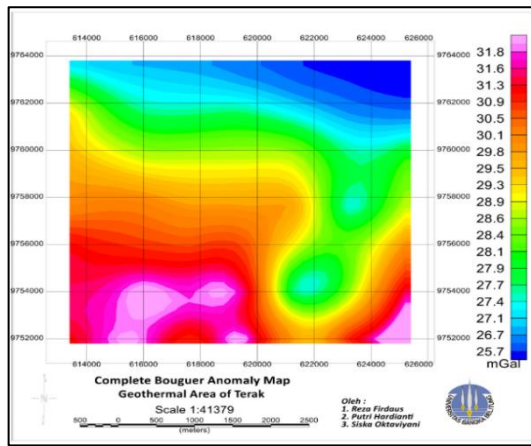 614000 616000 618000 620000 622000 624000 626000
9764000 9764000
9762000 9762000
9760000 9760000
9758000 9758000
9756000 9756000
9754000 9754000
9752000 9752000
614000 616000 618000 620000 622000 624000 626000
31.8
31.6
31.3
30.9
30.5
30.1
29.8
29.5
29.3
28.9
28.6
28.4
28.1
27.9
27.7
27.4
27.1
26.7
25.7
mGal
Complete Bouguer Anomaly Map
Geothermal Area of Terak
Scale 1:41379
500 0 500 1000 1500 2000 2500
(meters)
Oleh :
1. Reza Firdaus
2. Putri Hardianti
3. Siska Oktaviyani